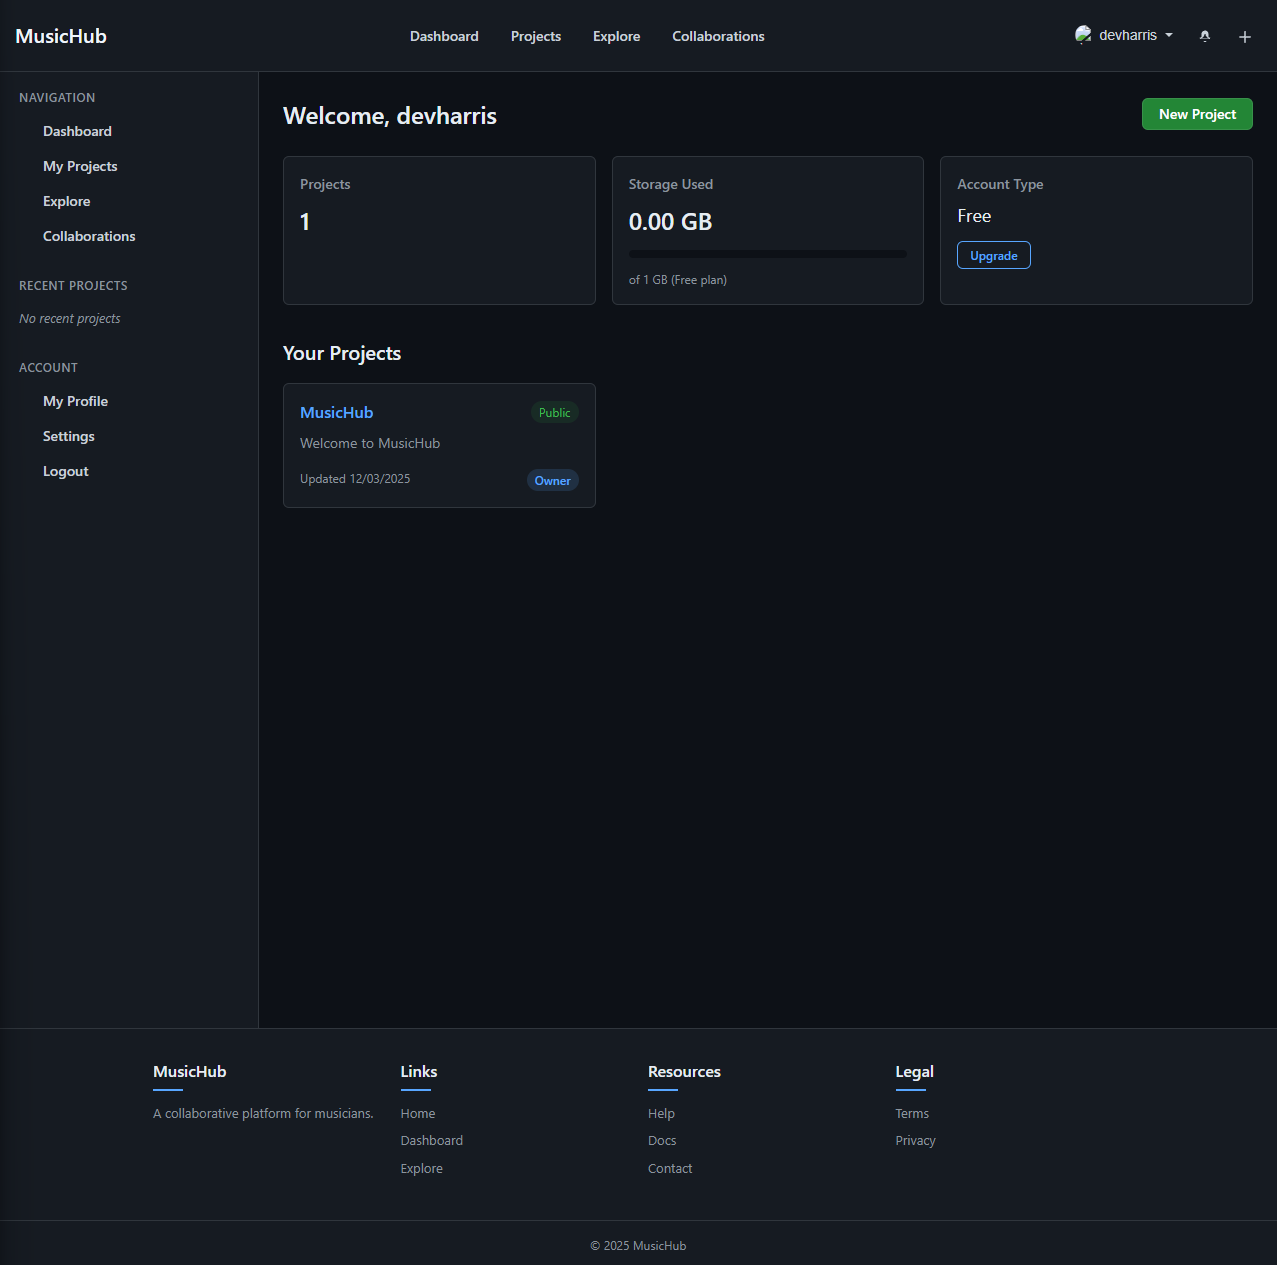 MusicHub
Dashboard Projects Explore Collaborations
devharris
NAVIGATION
Dashboard
My Projects
Explore
Collaborations
RECENT PROJECTS
No recent projects
ACCOUNT
My Profile
Settings
Logout
Welcome, devharris
New Project
Projects
1
Storage Used
0.00 GB
of 1 GB (Free plan)
Account Type
Free
Upgrade
Your Projects
MusicHub
Public
Welcome to MusicHub
Updated 12/03/2025
Owner
MusicHub
A collaborative platform for musicians.
Links
Home
Dashboard
Explore
Resources
Help
Docs
Contact
Legal
Terms
Privacy
© 2025 MusicHub